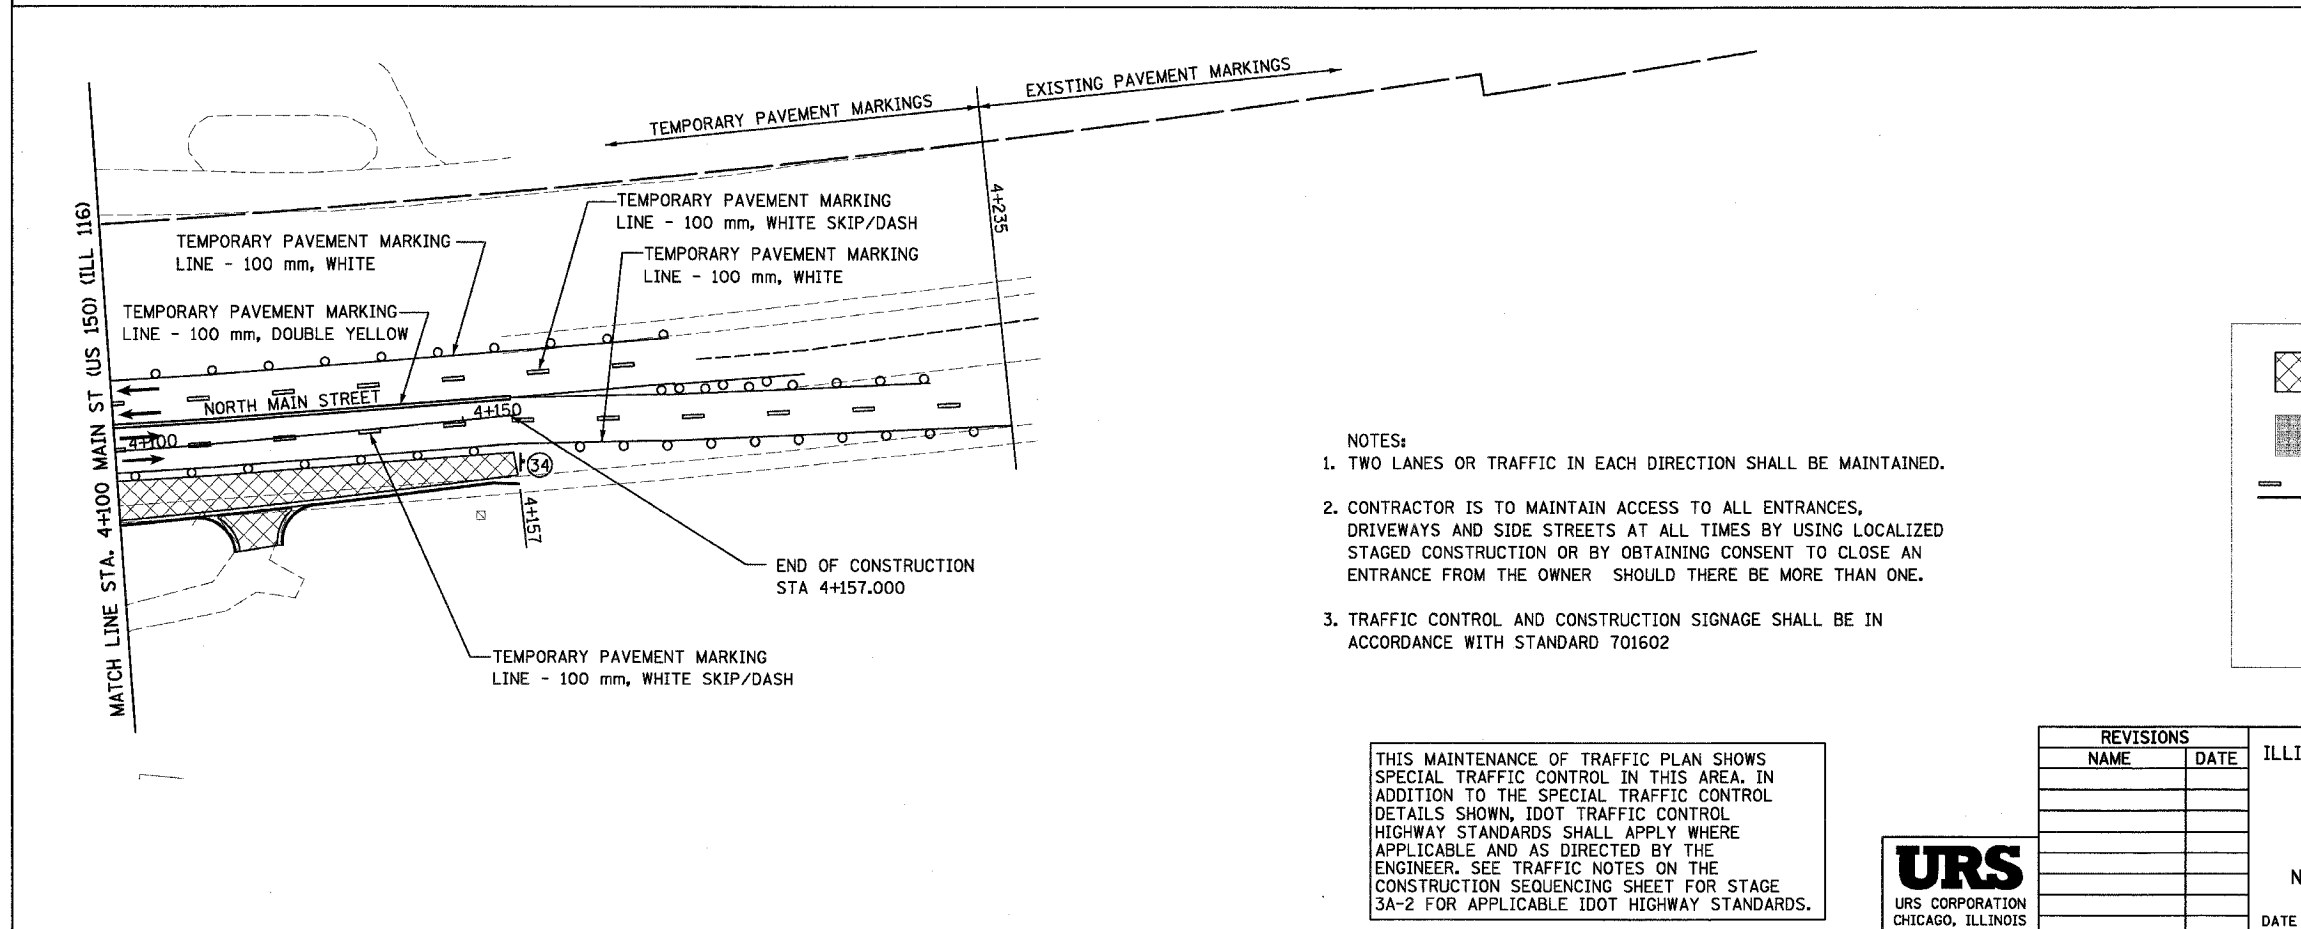 TEMPORARY PAVEMENT MARKINGS
EXISTING PAVEMENT MARKINGS
4+235
TEMPORARY PAVEMENT MARKING
LINE - 100 mm, WHITE SKIP/DASH
TEMPORARY PAVEMENT MARKING
LINE - 100 mm, WHITE
TEMPORARY PAVEMENT MARKING
LINE - 100 mm, WHITE
TEMPORARY PAVEMENT MARKING
LINE - 100 mm, DOUBLE YELLOW
MATCH LINE STA. 4+100 MAIN ST (US 150) (ILL 116)
NORTH MAIN STREET
4+150
4+100
34
4+157
END OF CONSTRUCTION
STA 4+157.000
TEMPORARY PAVEMENT MARKING
LINE - 100 mm, WHITE SKIP/DASH
NOTES:
1. TWO LANES OR TRAFFIC IN EACH DIRECTION SHALL BE MAINTAINED.
2. CONTRACTOR IS TO MAINTAIN ACCESS TO ALL ENTRANCES,
DRIVEWAYS AND SIDE STREETS AT ALL TIMES BY USING LOCALIZED
STAGED CONSTRUCTION OR BY OBTAINING CONSENT TO CLOSE AN
ENTRANCE FROM THE OWNER SHOULD THERE BE MORE THAN ONE.
3. TRAFFIC CONTROL AND CONSTRUCTION SIGNAGE SHALL BE IN
ACCORDANCE WITH STANDARD 701602
THIS MAINTENANCE OF TRAFFIC PLAN SHOWS
SPECIAL TRAFFIC CONTROL IN THIS AREA. IN
ADDITION TO THE SPECIAL TRAFFIC CONTROL
DETAILS SHOWN, IDOT TRAFFIC CONTROL
HIGHWAY STANDARDS SHALL APPLY WHERE
APPLICABLE AND AS DIRECTED BY THE
ENGINEER. SEE TRAFFIC NOTES ON THE
CONSTRUCTION SEQUENCING SHEET FOR STAGE
3A-2 FOR APPLICABLE IDOT HIGHWAY STANDARDS.
URS
URS CORPORATION
CHICAGO, ILLINOIS
REVISIONS
NAME DATE
ILLI
N
DATE